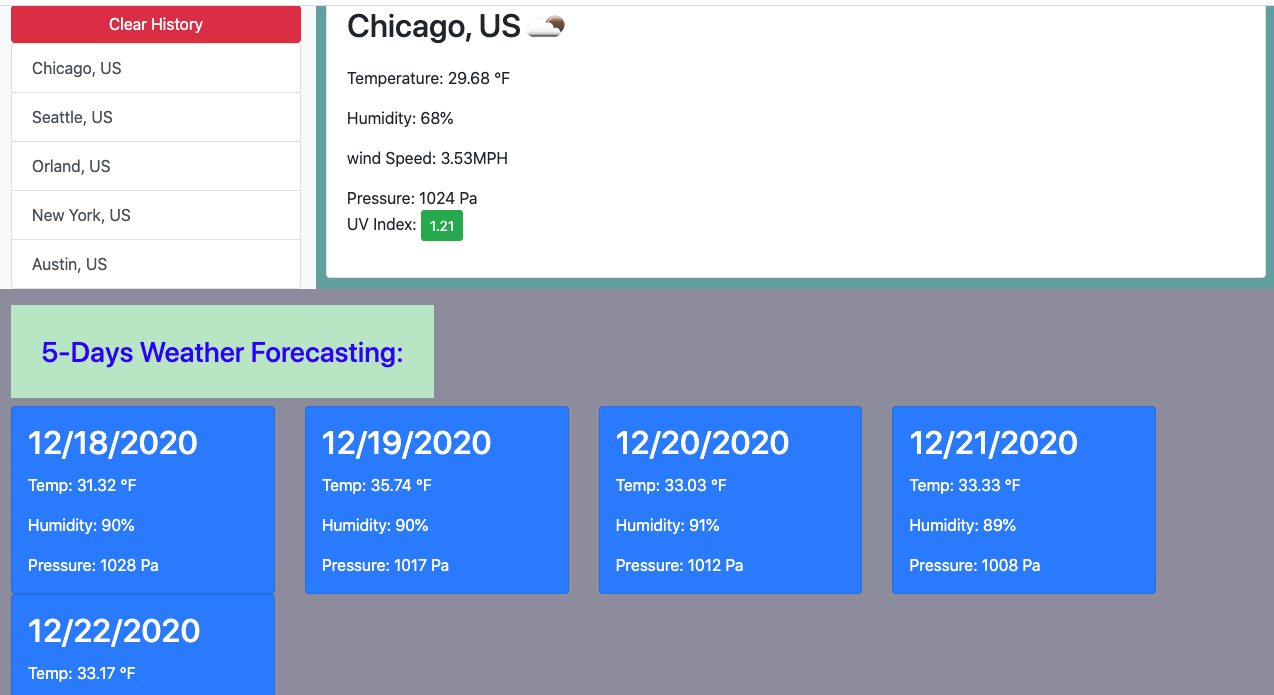 Clear History
Chicago, US
Seattle, US
Orland, US
New York, US
Austin, US
Chicago, US
Temperature: 29.68 °F
Humidity: 68%
wind Speed: 3.53MPH
Pressure: 1024 Pa
UV Index: 1.21
5-Days Weather Forecasting:
12/18/2020
Temp: 31.32 °F
Humidity: 90%
Pressure: 1028 Pa
12/19/2020
Temp: 35.74 °F
Humidity: 90%
Pressure: 1017 Pa
12/20/2020
Temp: 33.03 °F
Humidity: 91%
Pressure: 1012 Pa
12/21/2020
Temp: 33.33 °F
Humidity: 89%
Pressure: 1008 Pa
12/22/2020
Temp: 33.17 °F